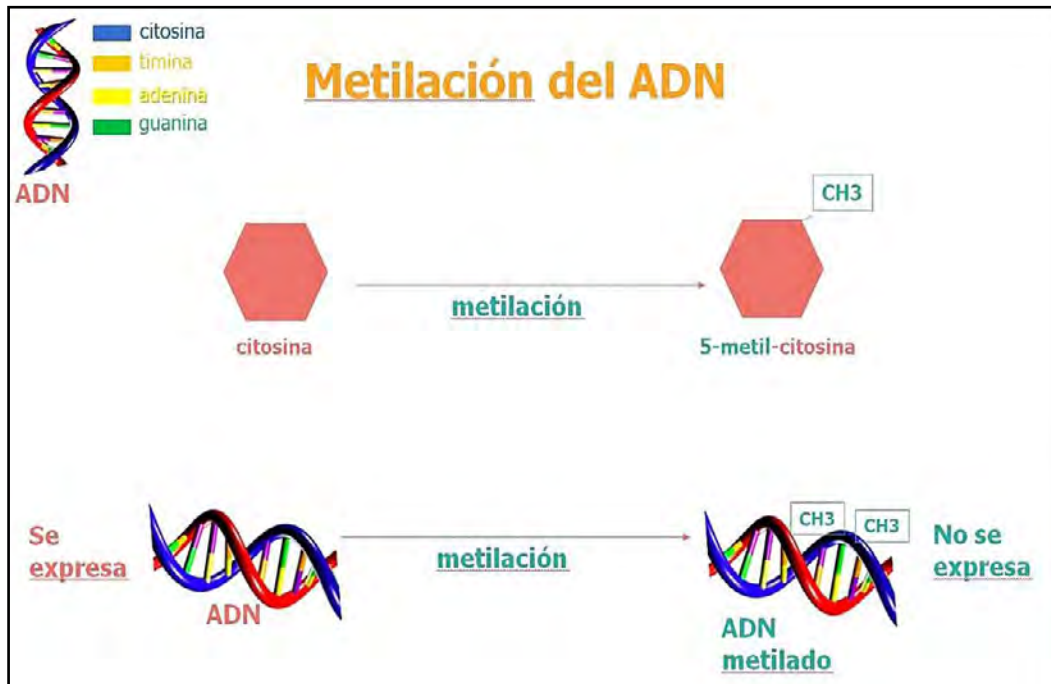 citosina
timina
adenina
guanina
ADN
Metilación del ADN
CH3
metilación
citosina
5-metil-citosina
Se
expresa
ADN
metilación
CH3
CH3
No se
expresa
ADN
metilado